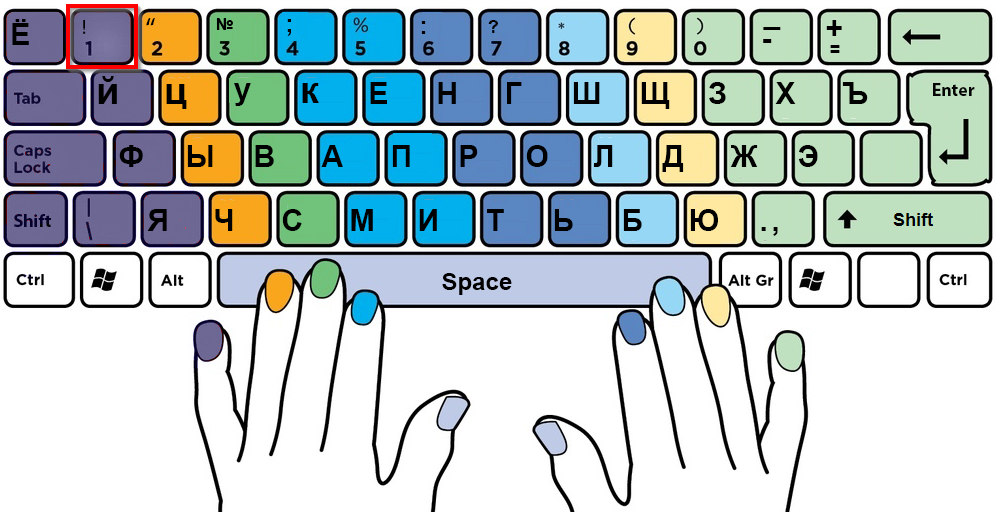 Ё ! 1 “ 2 № 3 ; 4 % 5 : 6 ? 7 * 8 ( 9 ) 0 — - + =
Tab Й Ц У К Е Н Г Ш Щ З Х Ъ Enter
Caps Lock Ф Ы В А П Р О Л Д Ж Э
Shift | \ Я Ч С М И Т Ь Б Ю . , Shift
Ctrl Alt Space Alt Gr Ctrl